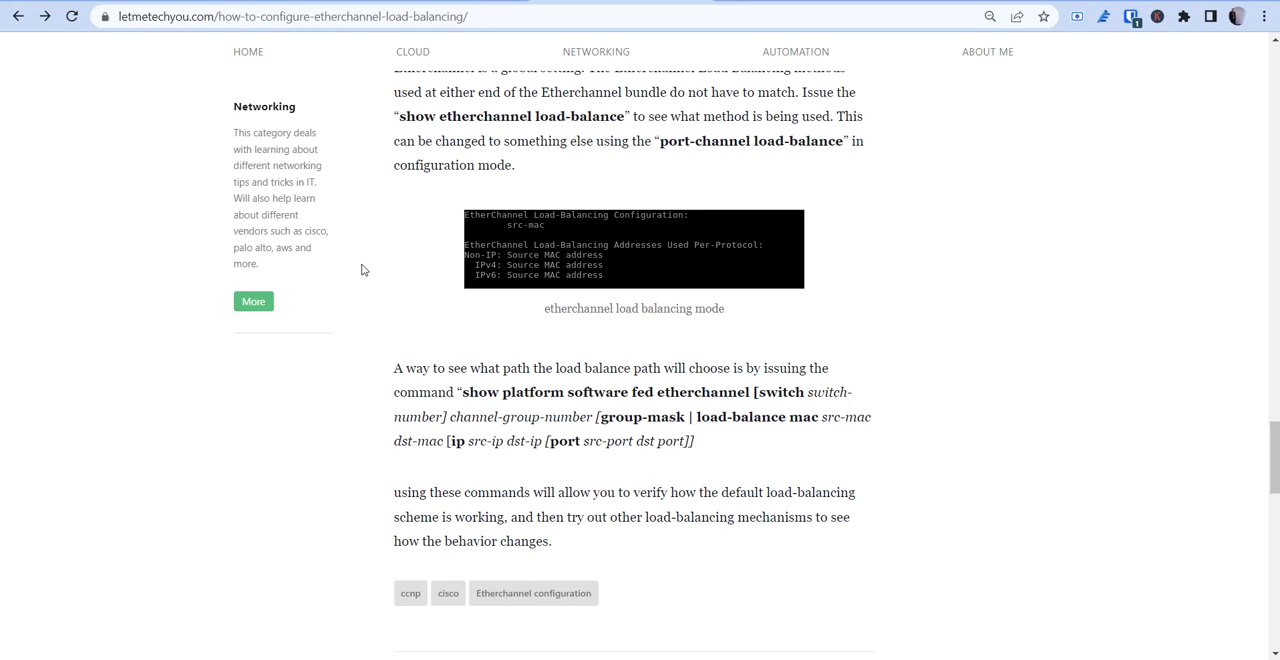 letmetechyou.com/how-to-configure-etherchannel-load-balancing/
1
K
HOME
CLOUD
NETWORKING
AUTOMATION
ABOUT ME
Networking
This category deals
with learning about
different networking
tips and tricks in IT.
Will also help learn
about different
vendors such as cisco,
palo alto, aws and
more.
More
Etherchannel is a global setting. The Etherchannel Load Balancing methods
used at either end of the Etherchannel bundle do not have to match. Issue the
“show etherchannel load-balance” to see what method is being used. This
can be changed to something else using the “port-channel load-balance” in
configuration mode.
EtherChannel Load-Balancing Configuration:
src-mac
EtherChannel Load-Balancing Addresses Used Per-Protocol:
Non-IP: Source MAC address
IPv4: Source MAC address
IPv6: Source MAC address
etherchannel load balancing mode
A way to see what path the load balance path will choose is by issuing the
command “show platform software fed etherchannel [switch switch-
number] channel-group-number [group-mask | load-balance mac src-mac
dst-mac [ip src-ip dst-ip [port src-port dst port]]
using these commands will allow you to verify how the default load-balancing
scheme is working, and then try out other load-balancing mechanisms to see
how the behavior changes.
ccnp
cisco
Etherchannel configuration